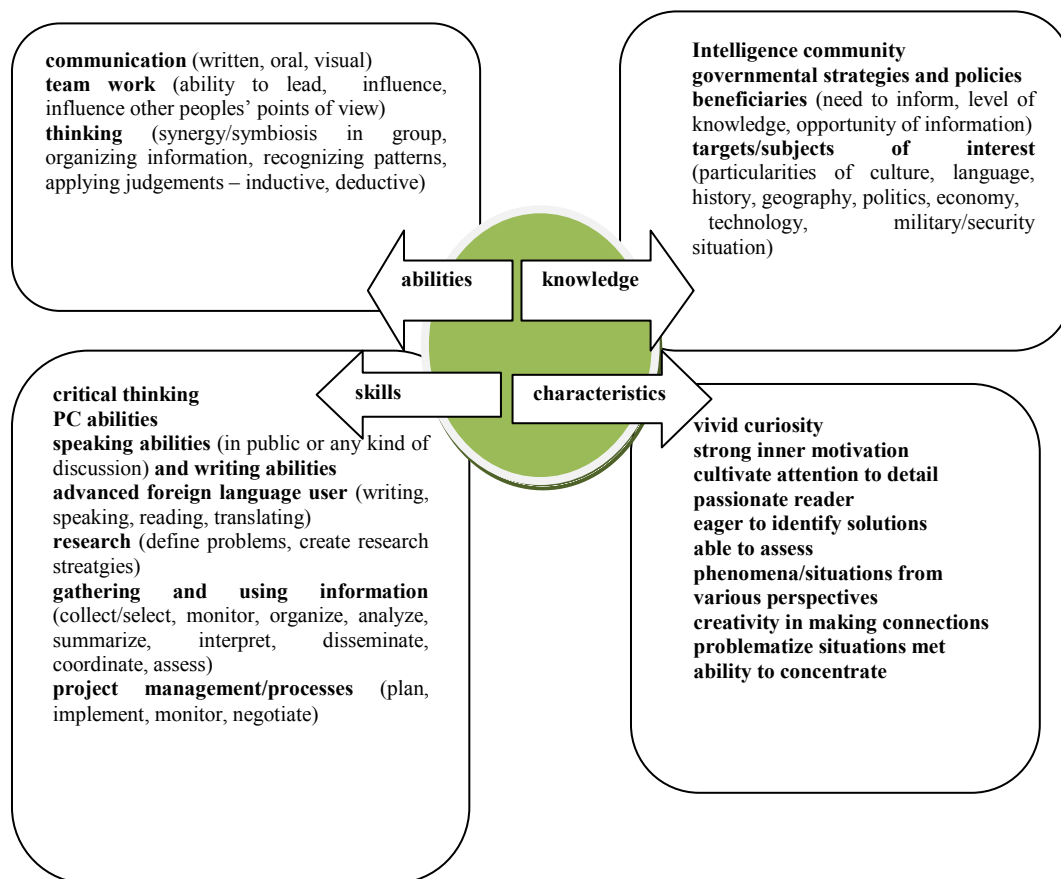 communication (written, oral, visual)
team work (ability to lead, influence,
influence other peoples' points of view)
thinking (synergy/symbiosis in group,
organizing information, recognizing patterns,
applying judgements – inductive, deductive)
Intelligence community
governmental strategies and policies
beneficiaries (need to inform, level of
knowledge, opportunity of information)
targets/subjects of interest
(particularities of culture, language,
history, geography, politics, economy,
technology, military/security
situation)
abilities
knowledge
skills
characteristics
critical thinking
PC abilities
speaking abilities (in public or any kind of
discussion) and writing abilities
advanced foreign language user (writing,
speaking, reading, translating)
research (define problems, create research
streatgies)
gathering and using information
(collect/select, monitor, organize, analyze,
summarize, interpret, disseminate,
coordinate, assess)
project management/processes (plan,
implement, monitor, negotiate)
vivid curiosity
strong inner motivation
cultivate attention to detail
passionate reader
eager to identify solutions
able to assess
phenomena/situations from
various perspectives
creativity in making connections
problematize situations met
ability to concentrate